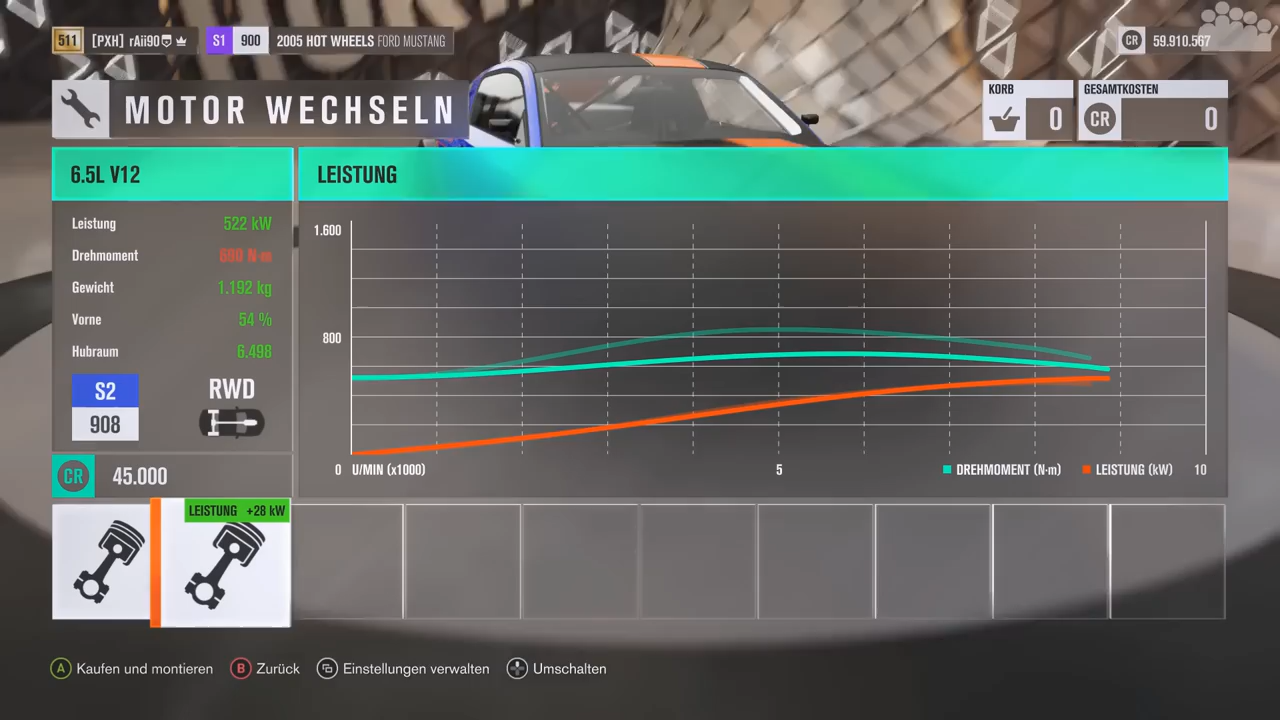 511 [PXH] rAii90 S1 900 2005 HOT WHEELS FORD MUSTANG
CR 59.910.567
MOTOR WECHSELN
KORB
0
GESAMTKOSTEN
CR 0
6.5L V12
LEISTUNG
Leistung 522 kW
Drehmoment 600 N·m
Gewicht 1.192 kg
Vorne 54 %
Hubraum 6.498
S2
908
RWD
CR 45.000
1.600
800
0 U/MIN (x1000) 5 DREHMOMENT (N·m) LEISTUNG (kW) 10
LEISTUNG +28 kW
A Kaufen und montieren B Zurück Einstellungen verwalten Umschalten